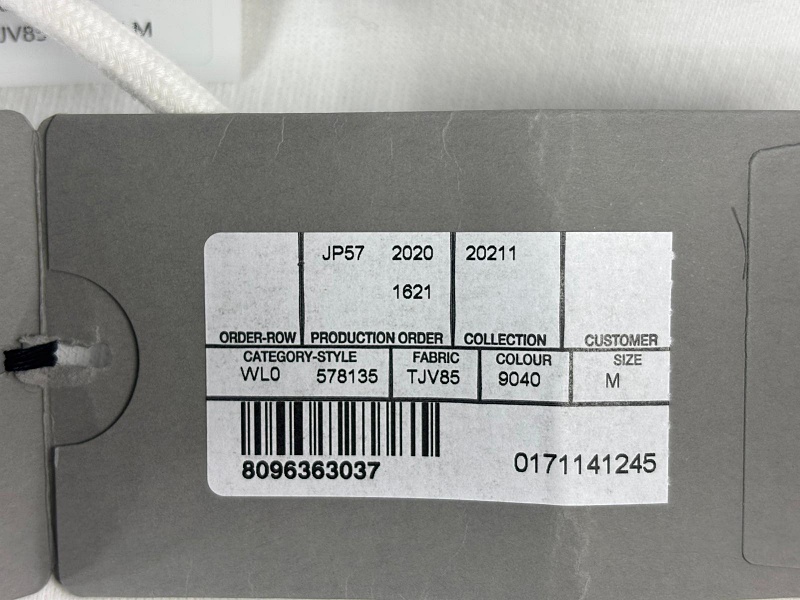 JV85 M
JP57 2020 20211
1621
ORDER-ROW PRODUCTION ORDER COLLECTION CUSTOMER
CATEGORY-STYLE FABRIC COLOUR SIZE
WL0 578135 TJV85 9040 M
8096363037 0171141245